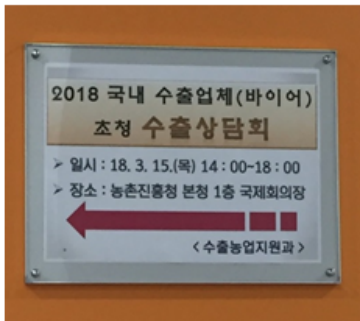 2018 국내 수출업체(바이어)
초청 수출상담회
➢ 일시 : 18. 3. 15.(목) 14 : 00~18 : 00
➢ 장소 : 농촌진흥청 본청 1층 국제회의장
< 수출농업지원과 >